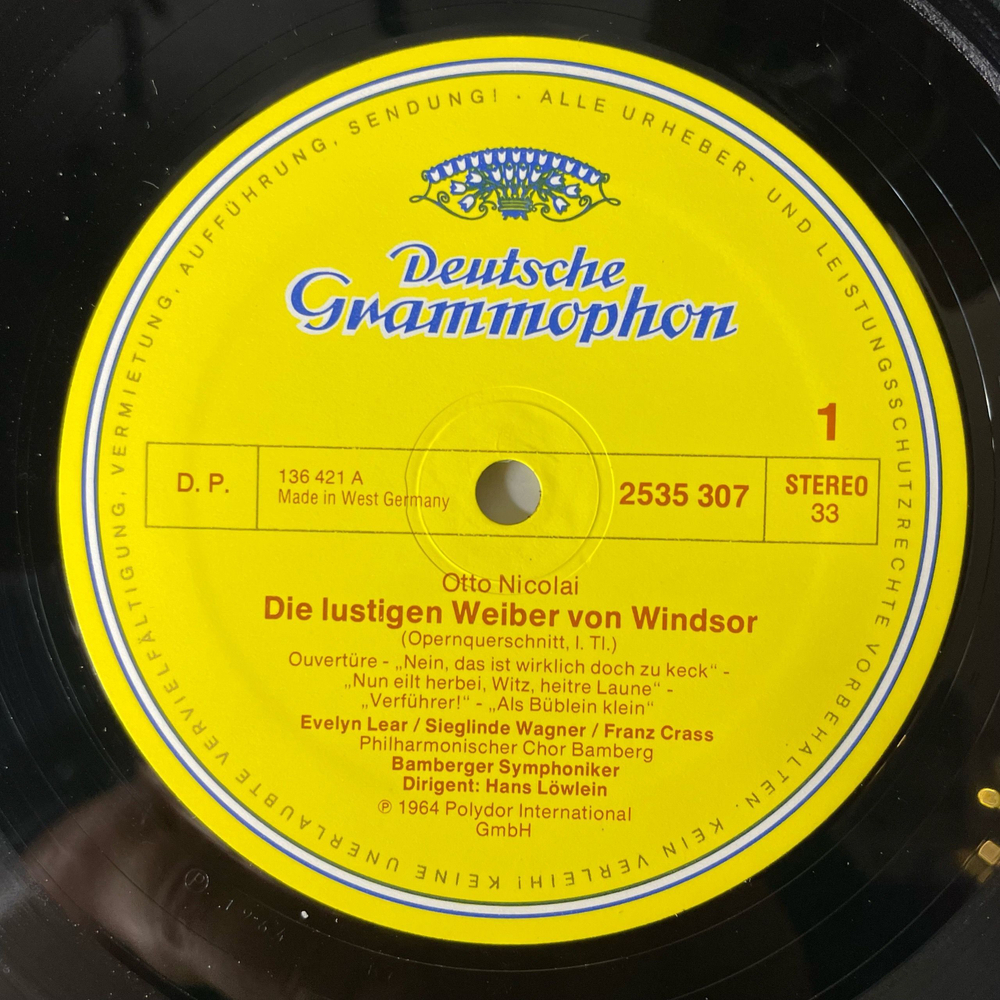 ALLE URHEBER- UND LEISTUNGSSCHUTZRECHTE VORBEHALTEN. KEIN VERLEIH! KEINE UNERLAUBTE VERVIELFÄLTIGUNG, VERMIETUNG, AUFFÜHRUNG, SENDUNG! ·
Deutsche
Grammophon
1
D. P.
136 421 A
Made in West Germany
2535 307
STEREO
33
Otto Nicolai
Die lustigen Weiber von Windsor
(Opernquerschnitt, I. Tl.)
Ouvertüre - „Nein, das ist wirklich doch zu keck“ -
„Nun eilt herbei, Witz, heitre Laune“ -
„Verführer!“ - „Als Büblein klein“
Evelyn Lear / Sieglinde Wagner / Franz Crass
Philharmonischer Chor Bamberg
Bamberger Symphoniker
Dirigent: Hans Löwlein
℗ 1964 Polydor International
GmbH